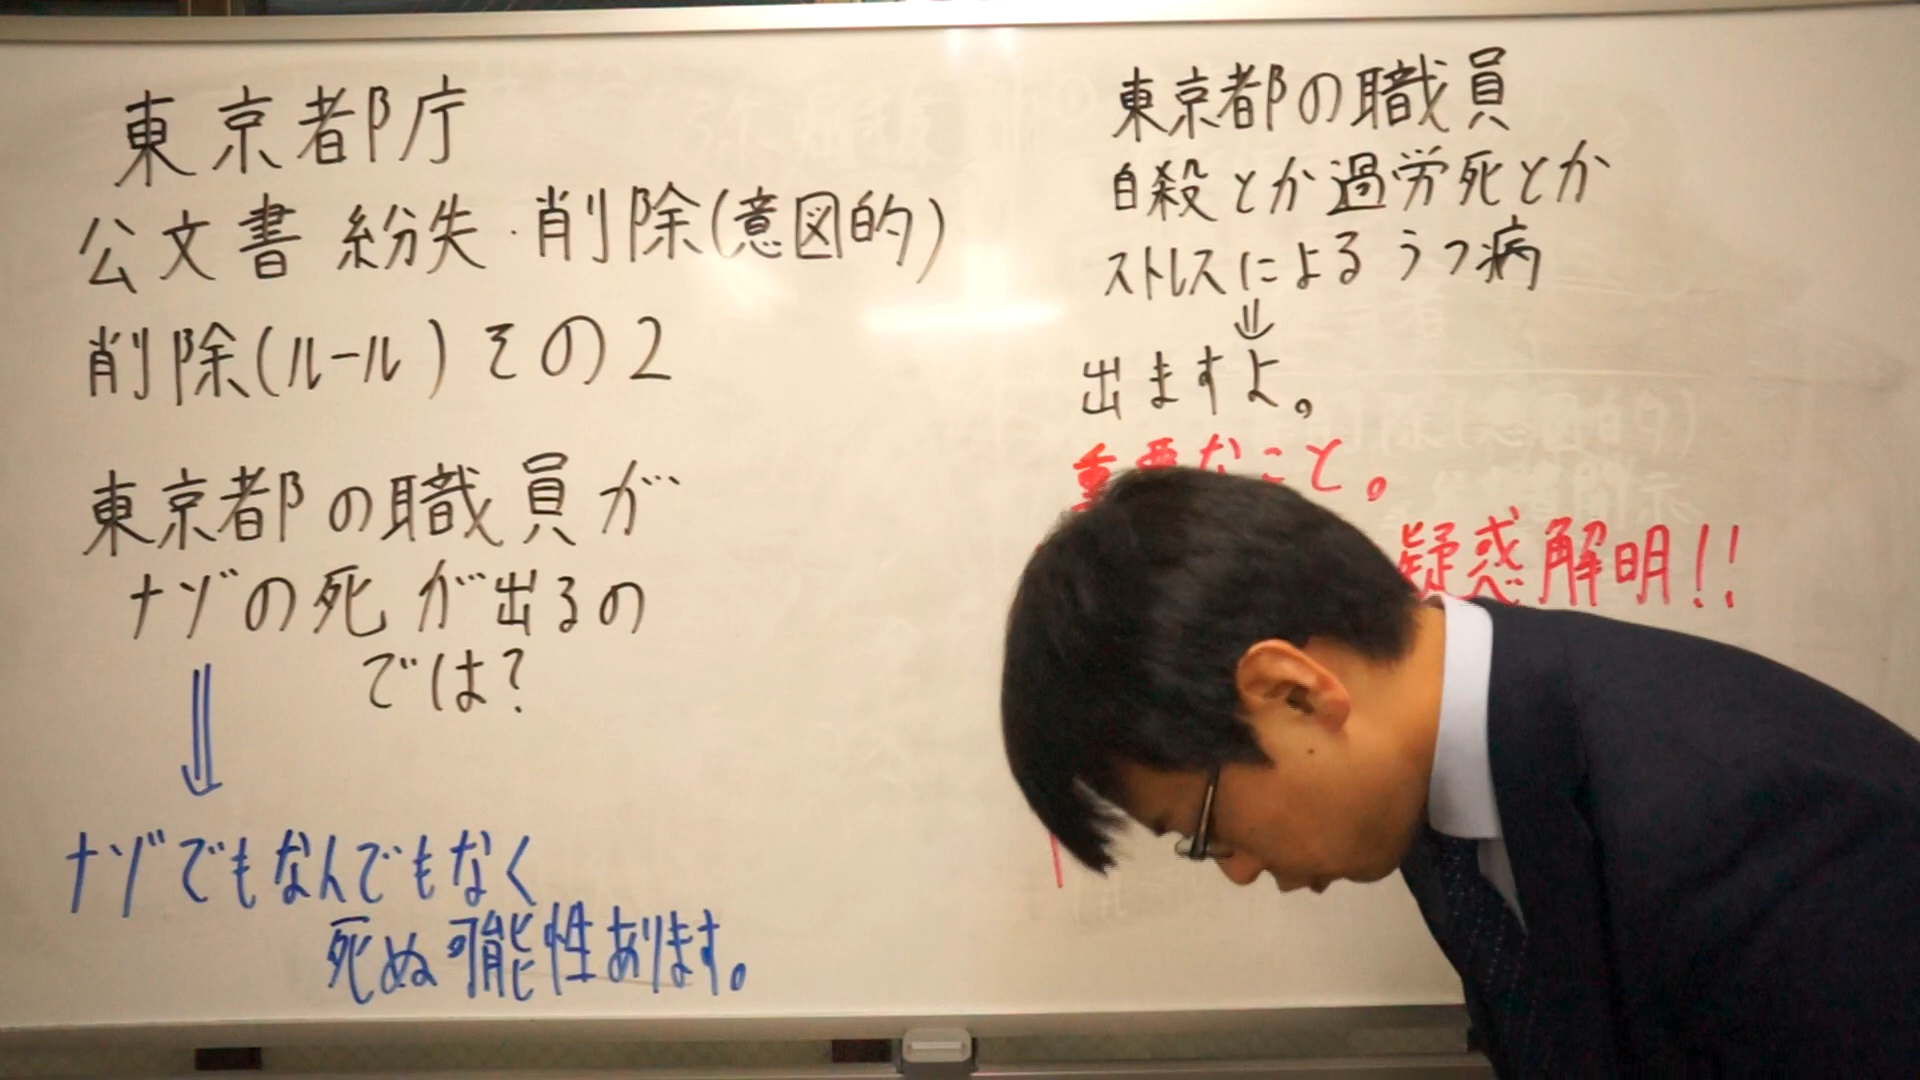 東京都庁
公文書 紛失・削除(意図的)
削除(ルール) その2
東京都の職員が
ナゾの死が出るの
では?
⇓
ナゾでもなんでもなく
死ぬ可能性あります。
東京都の職員
自殺とか過労死とか
ストレスによるうつ病
⇓
出ますよ。
重要なこと。
疑惑解明!!